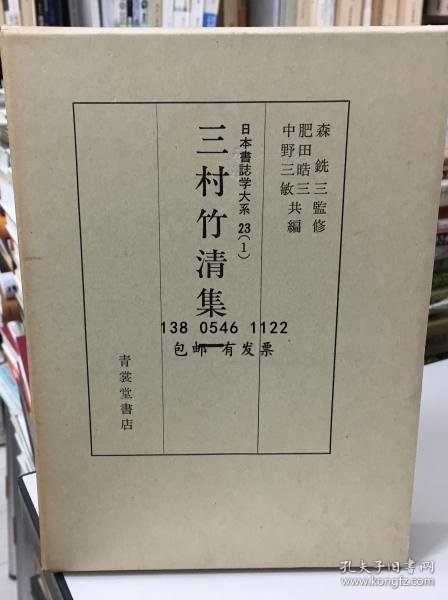 森銑三監修
肥田晧三
中野三敏共編
日本書誌学大系 23(1)
三村竹清集一
青裳堂書店
138 0546 1122
包邮 有发票
孔夫子旧书网
www.kongfz.com